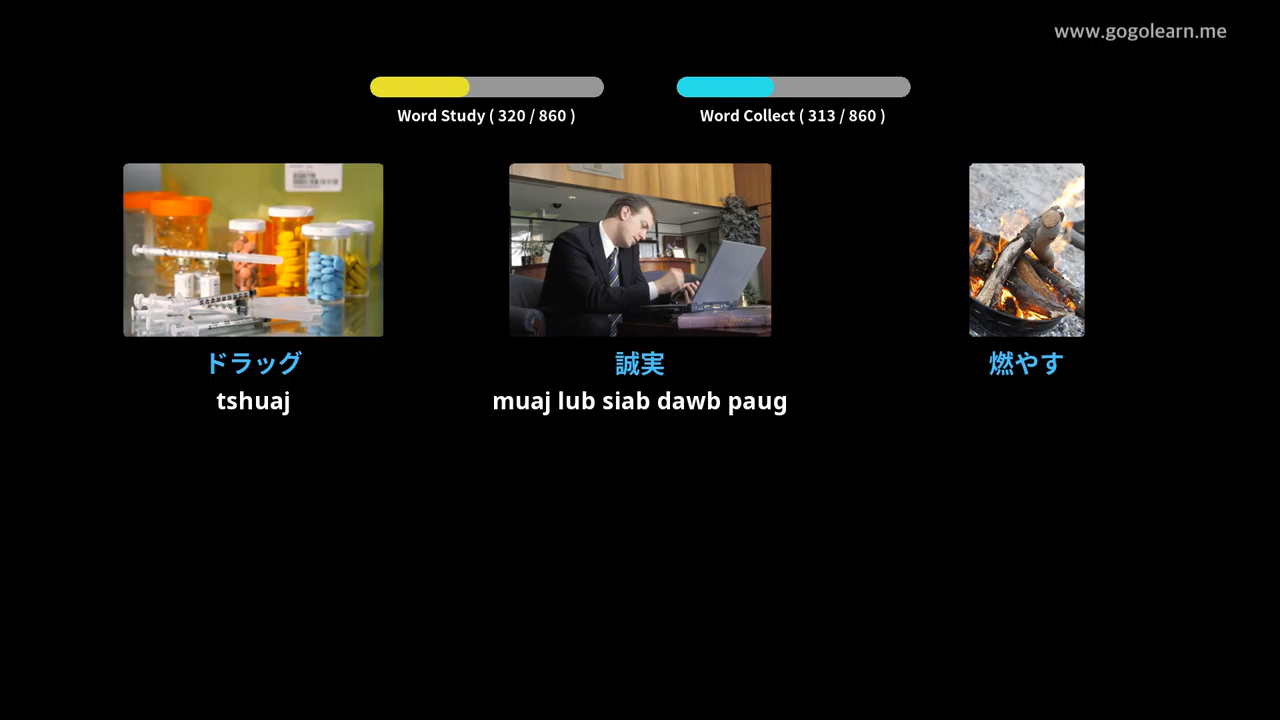 www.gogolearn.me
Word Study ( 320 / 860 )
Word Collect ( 313 / 860 )
ドラッグ
tshuaj
誠実
muaj lub siab dawb paug
燃やす